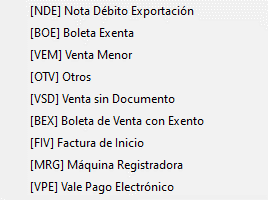 [NDE] Nota Débito Exportación
[BOE] Boleta Exenta
[VEM] Venta Menor
[OTV] Otros
[VSD] Venta sin Documento
[BEX] Boleta de Venta con Exento
[FIV] Factura de Inicio
[MRG] Máquina Registradora
[VPE] Vale Pago Electrónico